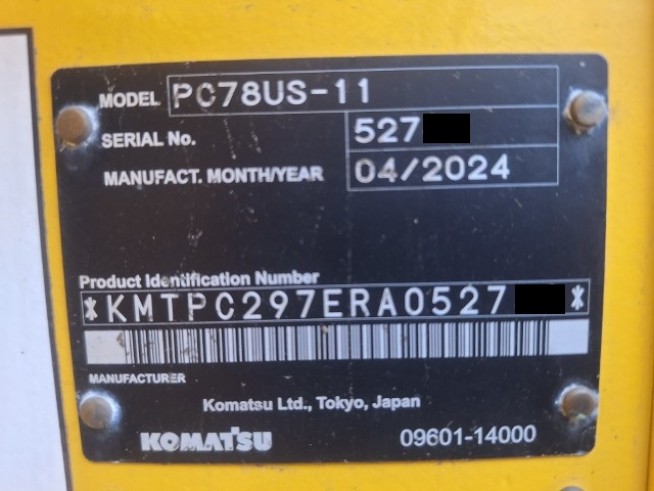 MODEL PC78US-11
SERIAL No. 527
MANUFACT. MONTH/YEAR 04/2024
Product Identification Number
*KMTPC297ERA0527 *
MANUFACTURER
Komatsu Ltd., Tokyo, Japan
KOMATSU 09601-14000